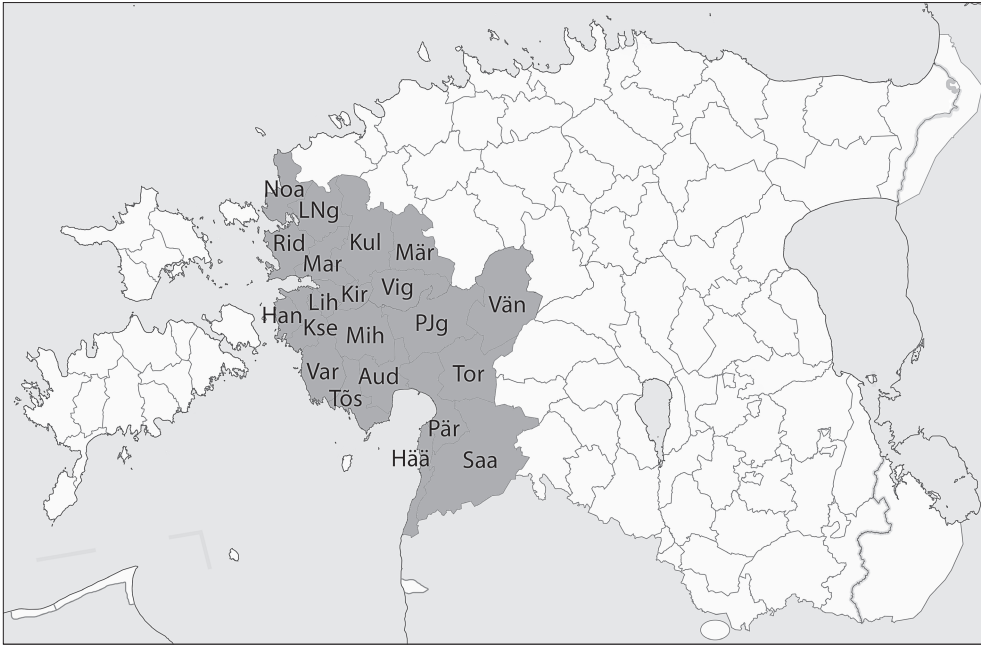 Noa
LNg
Rid
Kul
Mär
Mar
Lih
Kir
Vig
Han
Kse
Mih
PJg
Vän
Var
Aud
Tor
Tõs
Pär
Hää
Saa